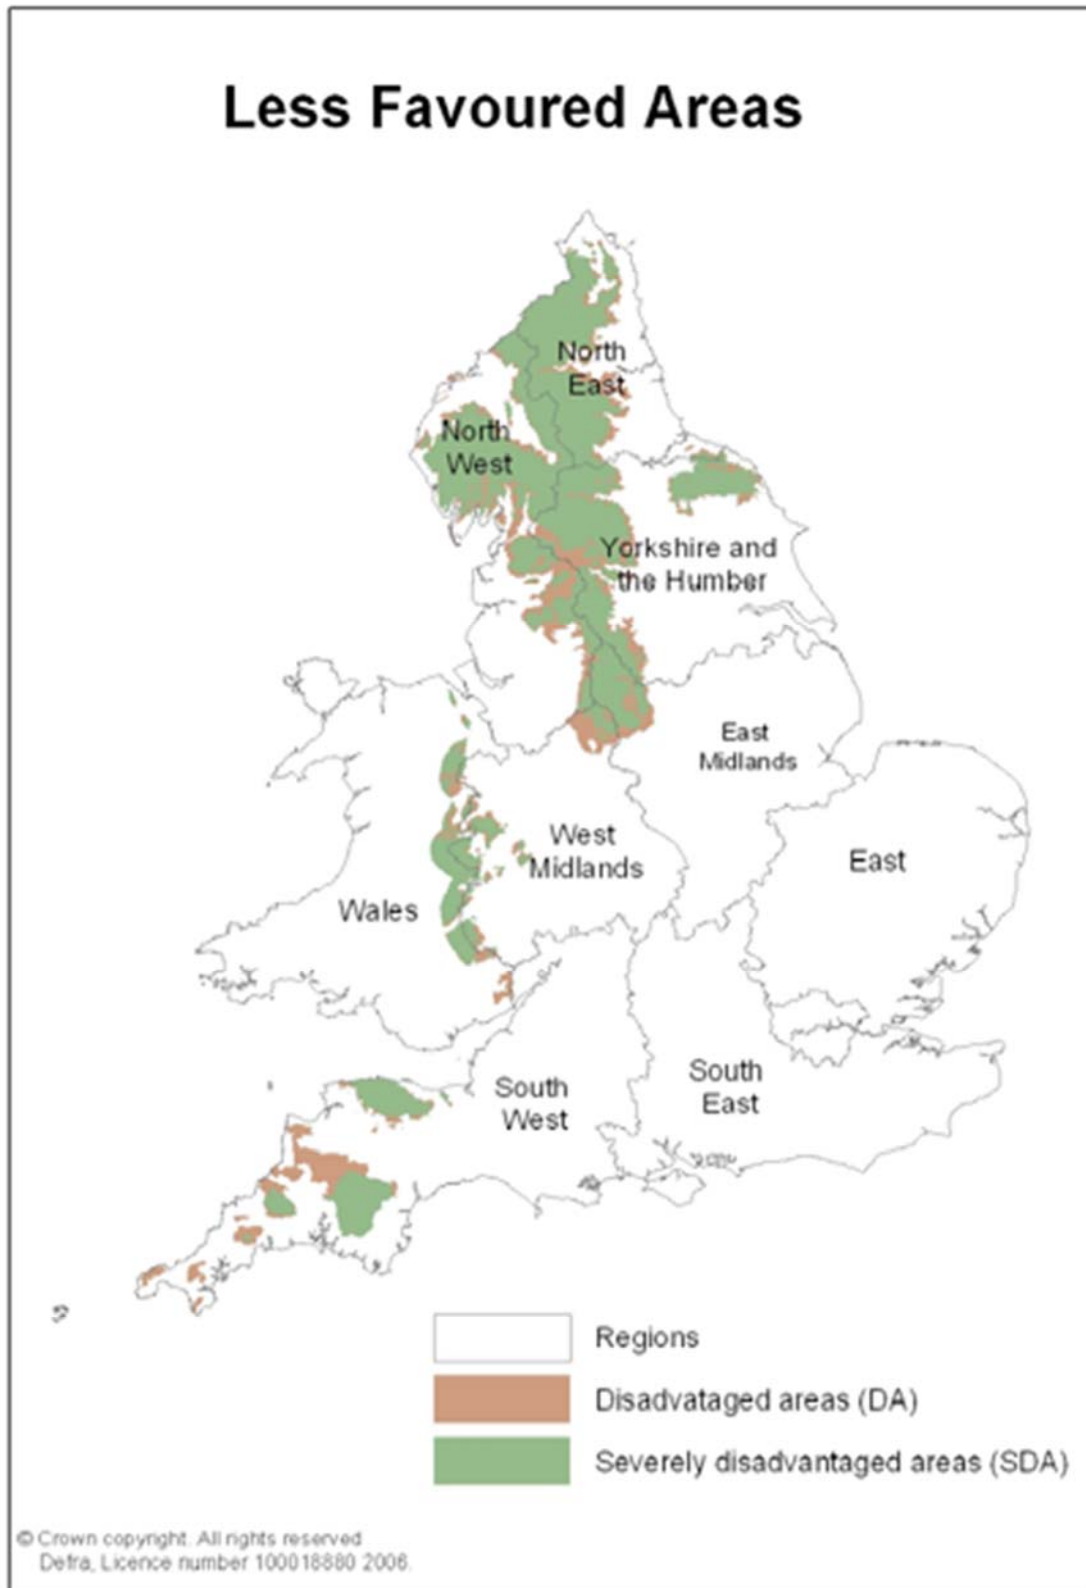 Less Favoured Areas
North
East
North
West
Yorkshire and
the Humber
East
Midlands
West
Midlands
East
Wales
South
West
South
East
Regions
Disadvataged areas (DA)
Severely disadvantaged areas (SDA)
© Crown copyright. All rights reserved
Defra, Licence number 100018880 2006.